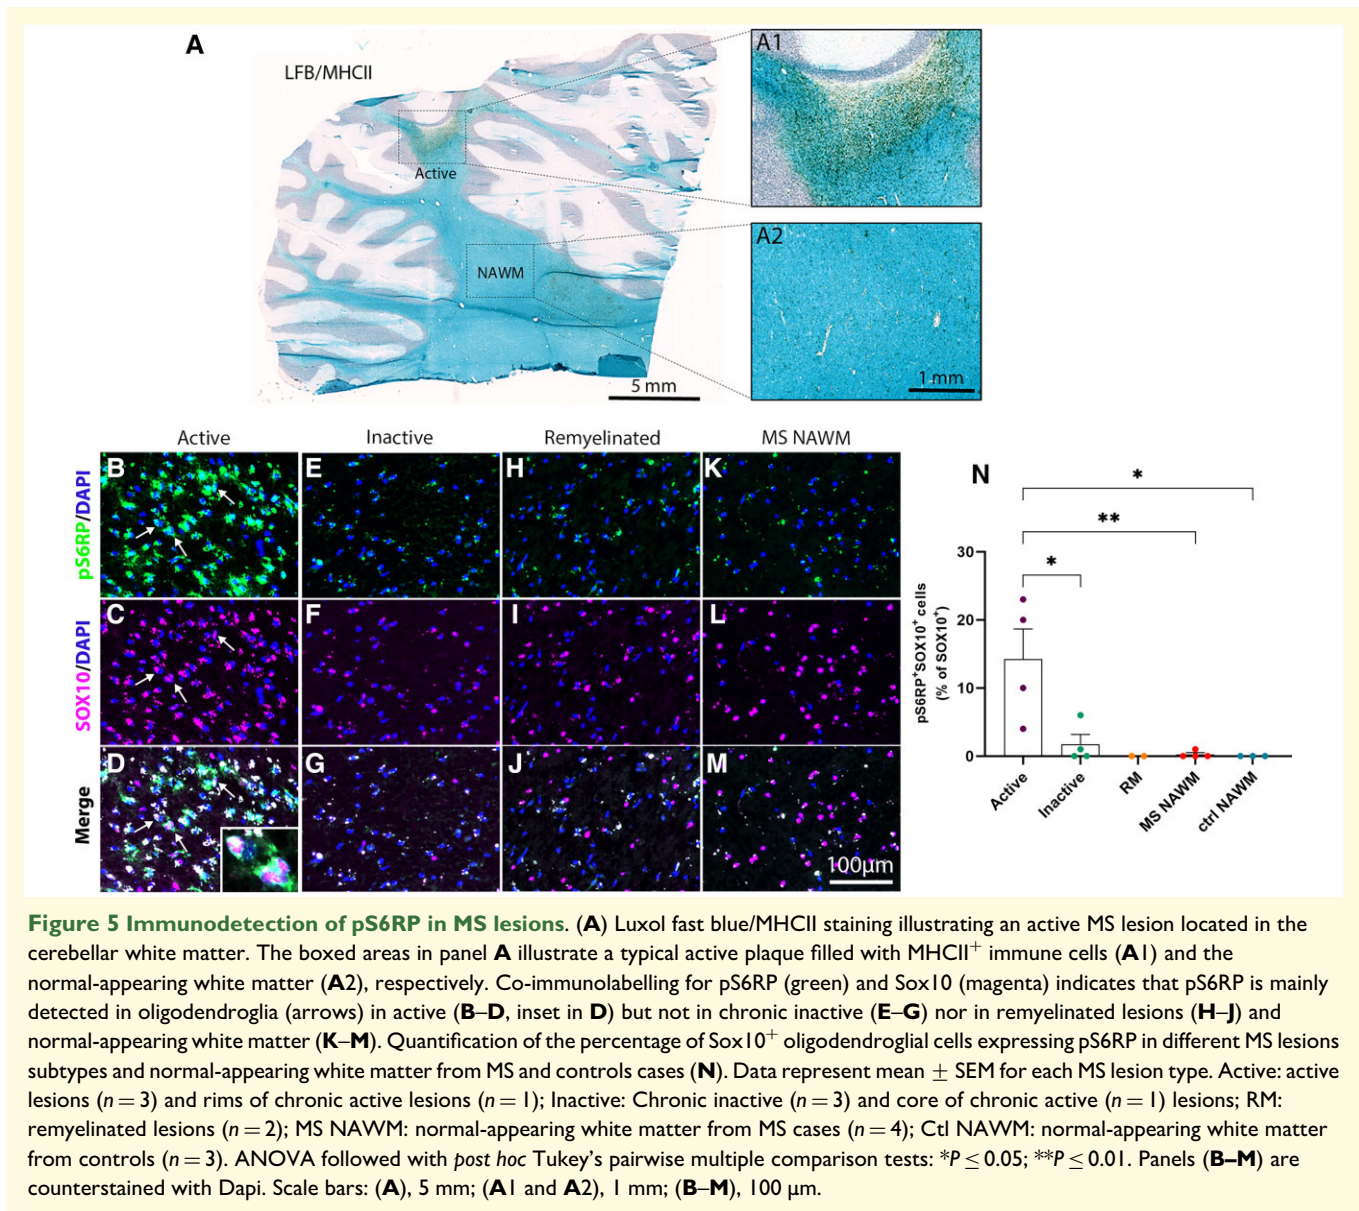 A
LFB/MHCII
Active
NAWM
5 mm
A1
A2
1 mm
Active
Inactive
Remyelinated
MS NAWM
pS6RP/DAPI
B
E
H
K
SOX10/DAPI
C
F
I
L
Merge
D
G
J
M
100µm
N
*
**
*
pS6RP⁺SOX10⁺ cells
(% of SOX10⁺)
30
20
10
0
Active
Inactive
RM
MS NAWM
ctrl NAWM
Figure 5 Immunodetection of pS6RP in MS lesions. (A) Luxol fast blue/MHCII staining illustrating an active MS lesion located in the
cerebellar white matter. The boxed areas in panel A illustrate a typical active plaque filled with MHCII⁺ immune cells (A1) and the
normal-appearing white matter (A2), respectively. Co-immunolabelling for pS6RP (green) and Sox10 (magenta) indicates that pS6RP is mainly
detected in oligodendroglia (arrows) in active (B–D, inset in D) but not in chronic inactive (E–G) nor in remyelinated lesions (H–J) and
normal-appearing white matter (K–M). Quantification of the percentage of Sox10⁺ oligodendroglial cells expressing pS6RP in different MS lesions
subtypes and normal-appearing white matter from MS and controls cases (N). Data represent mean ± SEM for each MS lesion type. Active: active
lesions (n = 3) and rims of chronic active lesions (n = 1); Inactive: Chronic inactive (n = 3) and core of chronic active (n = 1) lesions; RM:
remyelinated lesions (n = 2); MS NAWM: normal-appearing white matter from MS cases (n = 4); Ctl NAWM: normal-appearing white matter
from controls (n = 3). ANOVA followed with post hoc Tukey's pairwise multiple comparison tests: *P ≤ 0.05; **P ≤ 0.01. Panels (B–M) are
counterstained with Dapi. Scale bars: (A), 5 mm; (A1 and A2), 1 mm; (B–M), 100 µm.